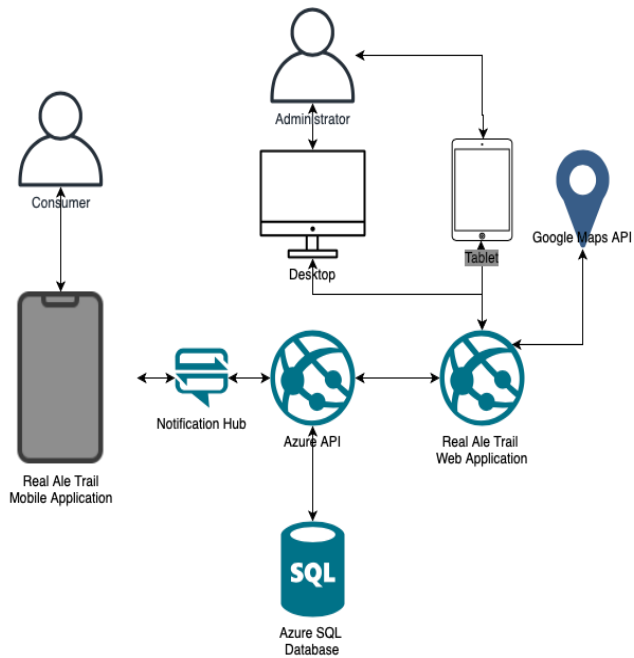 Administrator
Consumer
Google Maps API
Tablet
Desktop
Notification Hub
Azure API
Real Ale Trail
Web Application
Real Ale Trail
Mobile Application
SQL
Azure SQL
Database